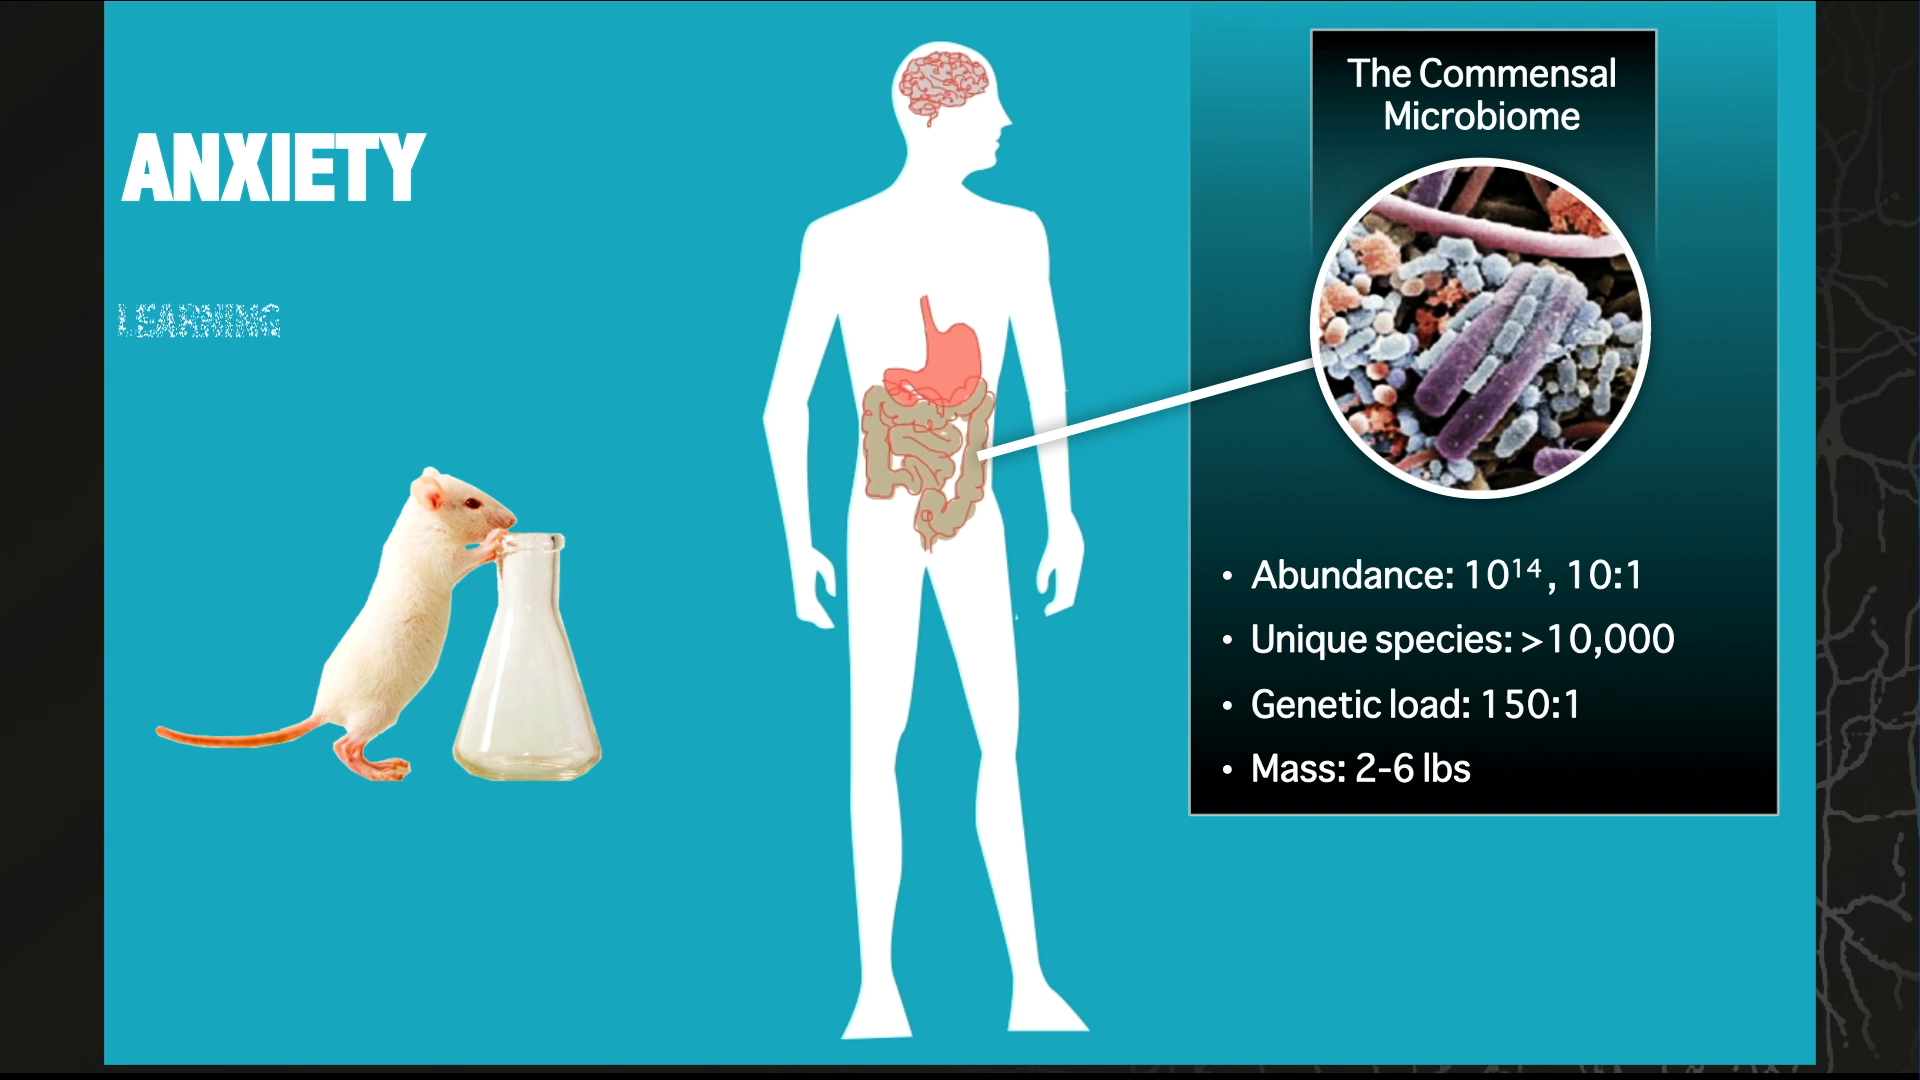 ANXIETY
LEARNING
The Commensal
Microbiome
• Abundance: 10¹⁴, 10:1
• Unique species: >10,000
• Genetic load: 150:1
• Mass: 2-6 lbs